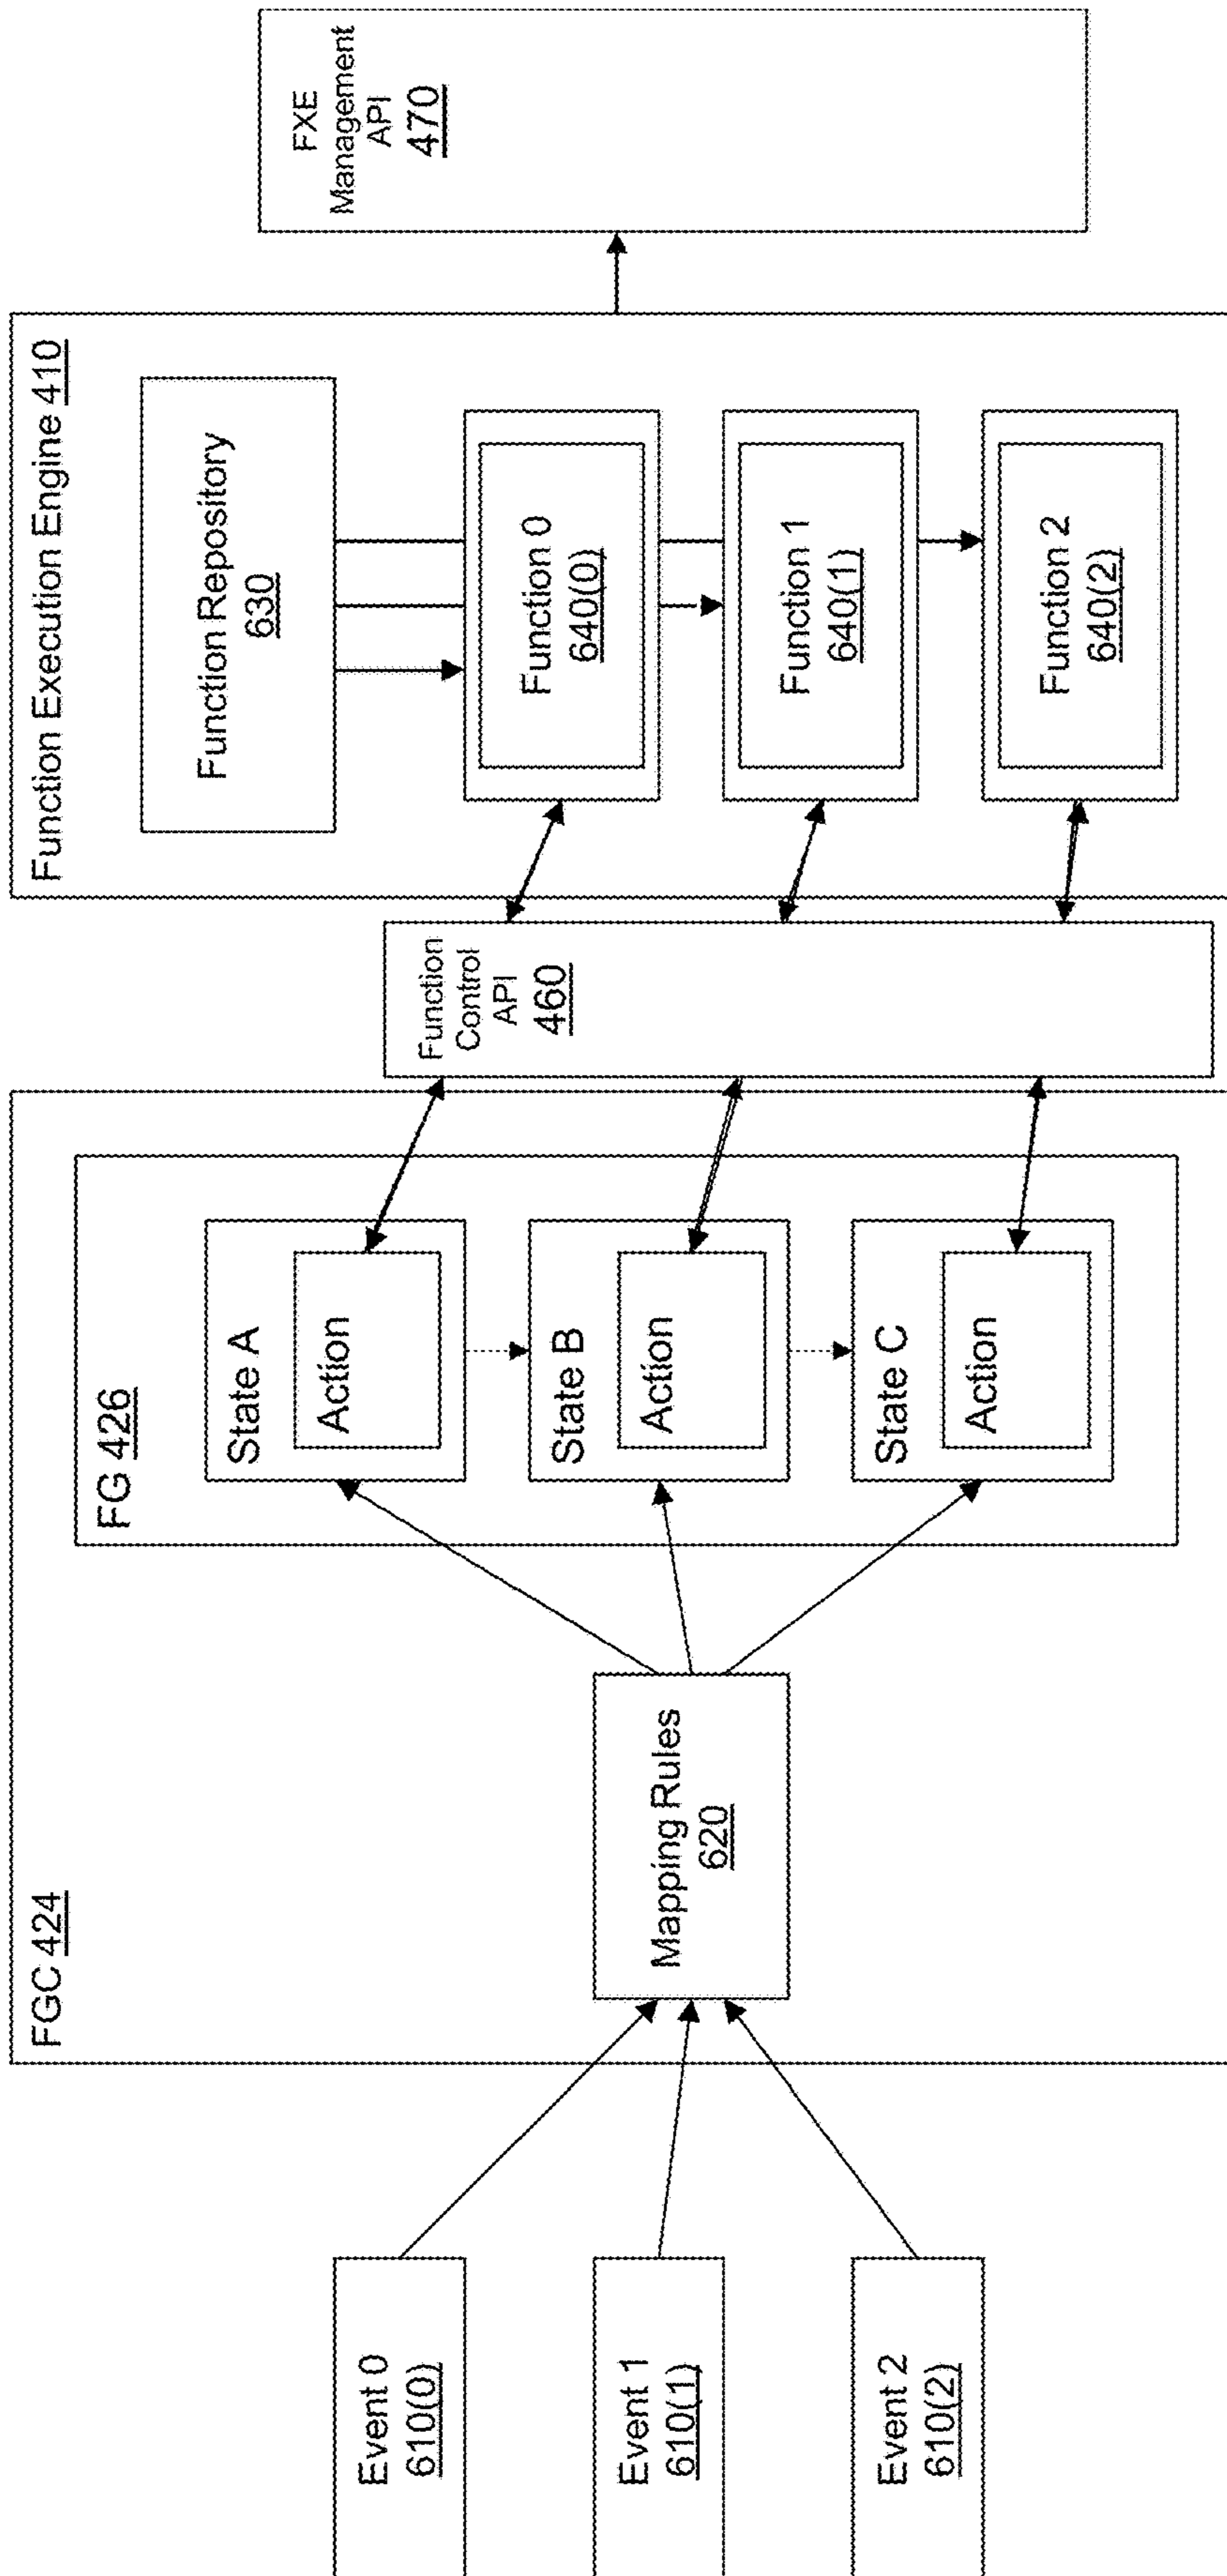 Event 0
610(0)
Event 1
610(1)
Event 2
610(2)
FGC 424
Mapping Rules
620
FG 426
State A
Action
State B
Action
State C
Action
Function
Control
API
460
Function Execution Engine 410
Function Repository
630
Function 0
640(0)
Function 1
640(1)
Function 2
640(2)
FXE
Management
API
470